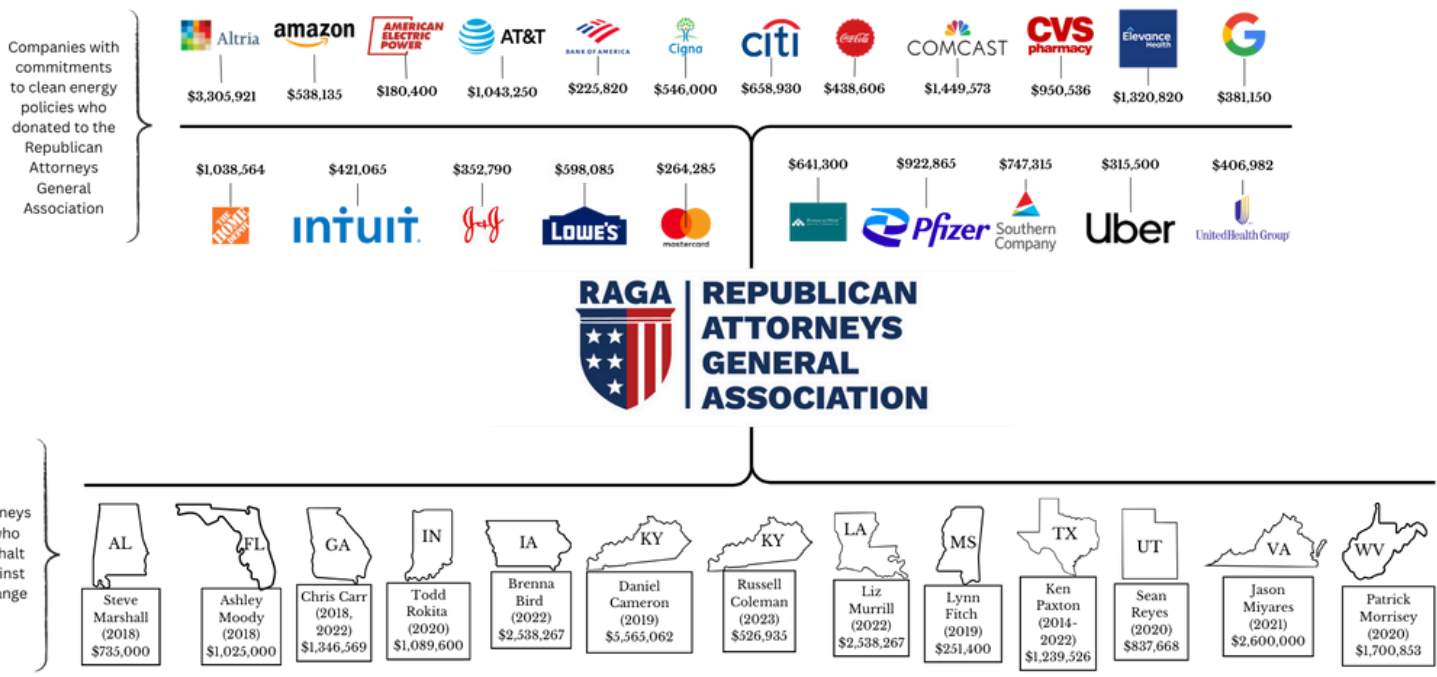 Companies with
commitments
to clean energy
policies who
donated to the
Republican
Attorneys
General
Association
Altria
amazon
AMERICAN
ELECTRIC
POWER
AT&T
BANK OF AMERICA
Cigna
citi
Coca-Cola
COMCAST
CVS
pharmacy
Elevance
Health
G
$3,305,921
$538,135
$180,400
$1,043,250
$225,820
$546,000
$658,930
$438,606
$1,449,573
$950,536
$1,320,820
$381,150
$1,038,564
$421,065
$352,790
$598,085
$264,285
$641,300
$922,865
$747,315
$315,500
$406,982
THE
HOME
DEPOT
INTUIT
J&J
LOWE'S
mastercard
Pfizer
Southern
Company
Uber
UnitedHealth Group
RAGA
REPUBLICAN
ATTORNEYS
GENERAL
ASSOCIATION
neys
who
halt
inst
nge
AL
Steve
Marshall
(2018)
$735,000
FL
Ashley
Moody
(2018)
$1,025,000
GA
Chris Carr
(2018,
2022)
$1,346,569
IN
Todd
Rokita
(2020)
$1,089,600
IA
Brenna
Bird
(2022)
$2,538,267
KY
Daniel
Cameron
(2019)
$5,565,062
KY
Russell
Coleman
(2023)
$526,935
LA
Liz
Murrill
(2022)
$2,538,267
MS
Lynn
Fitch
(2019)
$251,400
TX
Ken
Paxton
(2014-
2022)
$1,239,526
UT
Sean
Reyes
(2020)
$837,668
VA
Jason
Miyares
(2021)
$2,600,000
WV
Patrick
Morrisey
(2020)
$1,700,853